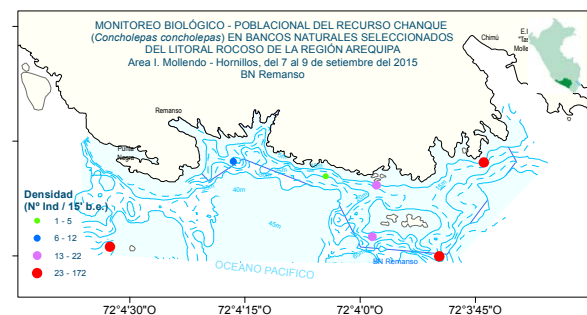 MONITOREO BIOLÓGICO - POBLACIONAL DEL RECURSO CHANQUE
(Concholepas concholepas) EN BANCOS NATURALES SELECCIONADOS
DEL LITORAL ROCOSO DE LA REGIÓN AREQUIPA
Area I. Mollendo - Hornillos, del 7 al 9 de setiembre del 2015
BN Remanso
Chimú
E.I
"Tas
Molle
Remanso
Punta
Negra
40m
45m
Densidad
(Nº Ind / 15' b.e.)
1 - 5
6 - 12
13 - 22
23 - 172
BN Remanso
OCEANO PACIFICO
72°4'30"O
72°4'15"O
72°4'0"O
72°3'45"O